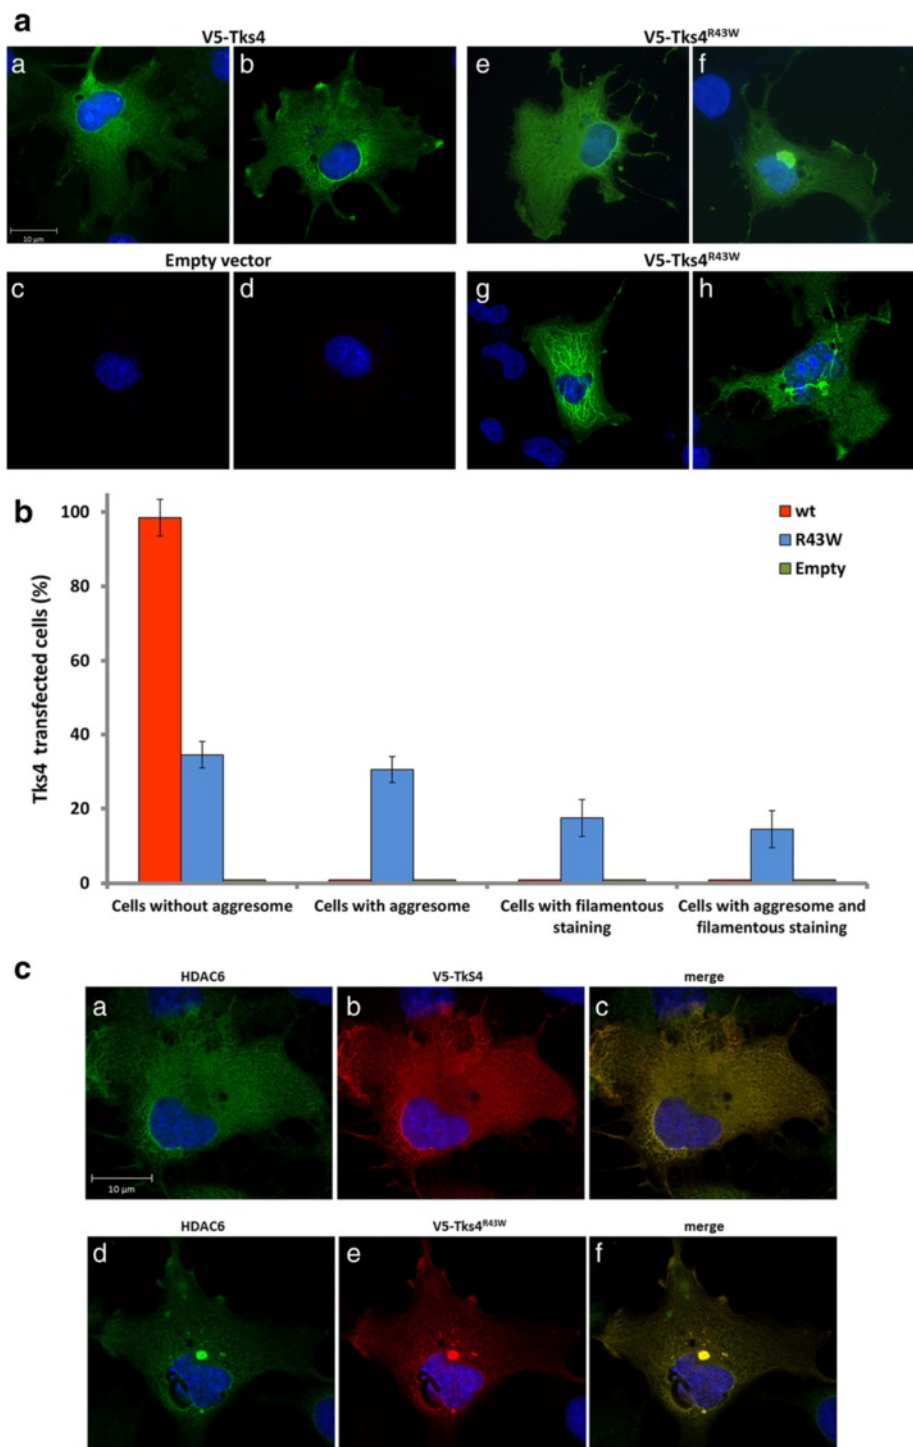 a
V5-Tks4 V5-Tks4R43W
a b e f
10 µm
Empty vector V5-Tks4R43W
c d g h
b
Tks4 transfected cells (%)
100
80
60
40
20
0
wt
R43W
Empty
Cells without aggresome Cells with aggresome Cells with filamentous staining Cells with aggresome and filamentous staining
c
HDAC6 V5-TkS4 merge
a b c
10 µm
HDAC6 V5-Tks4R43W merge
d e f